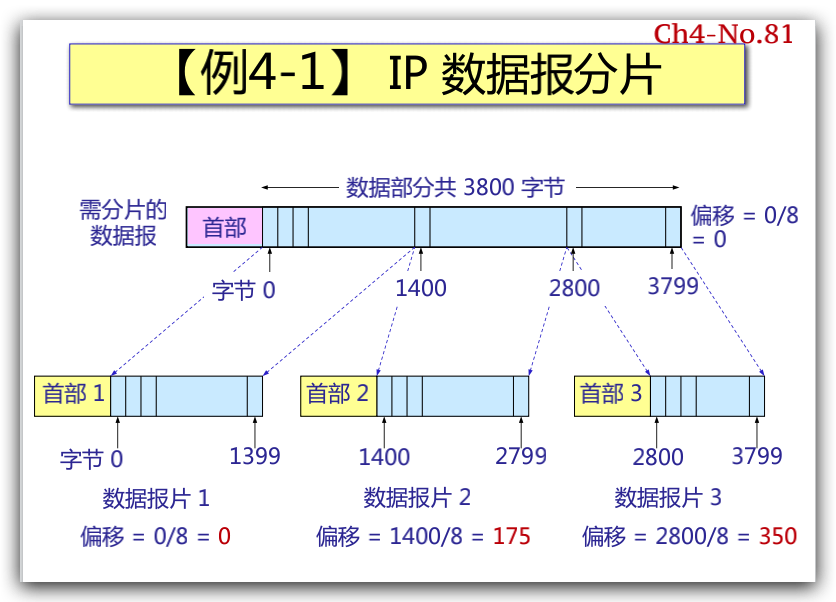 Ch4-No.81
【例4-1】 IP 数据报分片
数据部分共 3800 字节
需分片的
数据报
首部
偏移 = 0/8
= 0
字节 0
1400
2800
3799
首部 1
首部 2
首部 3
字节 0
1399
1400
2799
2800
3799
数据报片 1
数据报片 2
数据报片 3
偏移 = 0/8 = 0
偏移 = 1400/8 = 175
偏移 = 2800/8 = 350